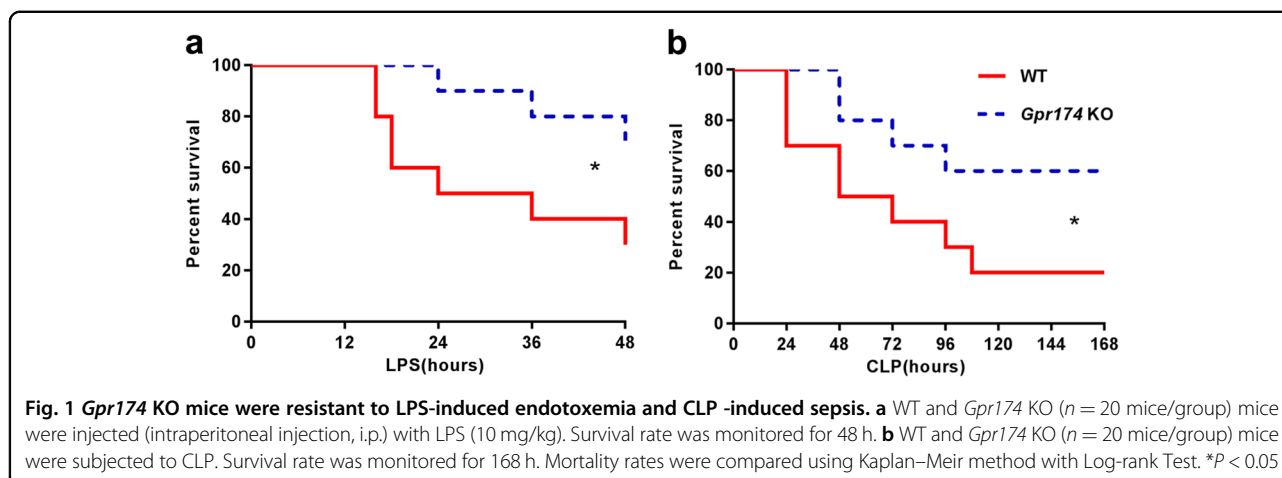 a
100
80
60
40
20
0
Percent survival
*
0 12 24 36 48
LPS(hours)
b
100
80
60
40
20
0
Percent survival
WT
Gpr174 KO
*
0 24 48 72 96 120 144 168
CLP(hours)
Fig. 1 Gpr174 KO mice were resistant to LPS-induced endotoxemia and CLP -induced sepsis. a WT and Gpr174 KO (n = 20 mice/group) mice
were injected (intraperitoneal injection, i.p.) with LPS (10 mg/kg). Survival rate was monitored for 48 h. b WT and Gpr174 KO (n = 20 mice/group) mice
were subjected to CLP. Survival rate was monitored for 168 h. Mortality rates were compared using Kaplan–Meir method with Log-rank Test. *P < 0.05